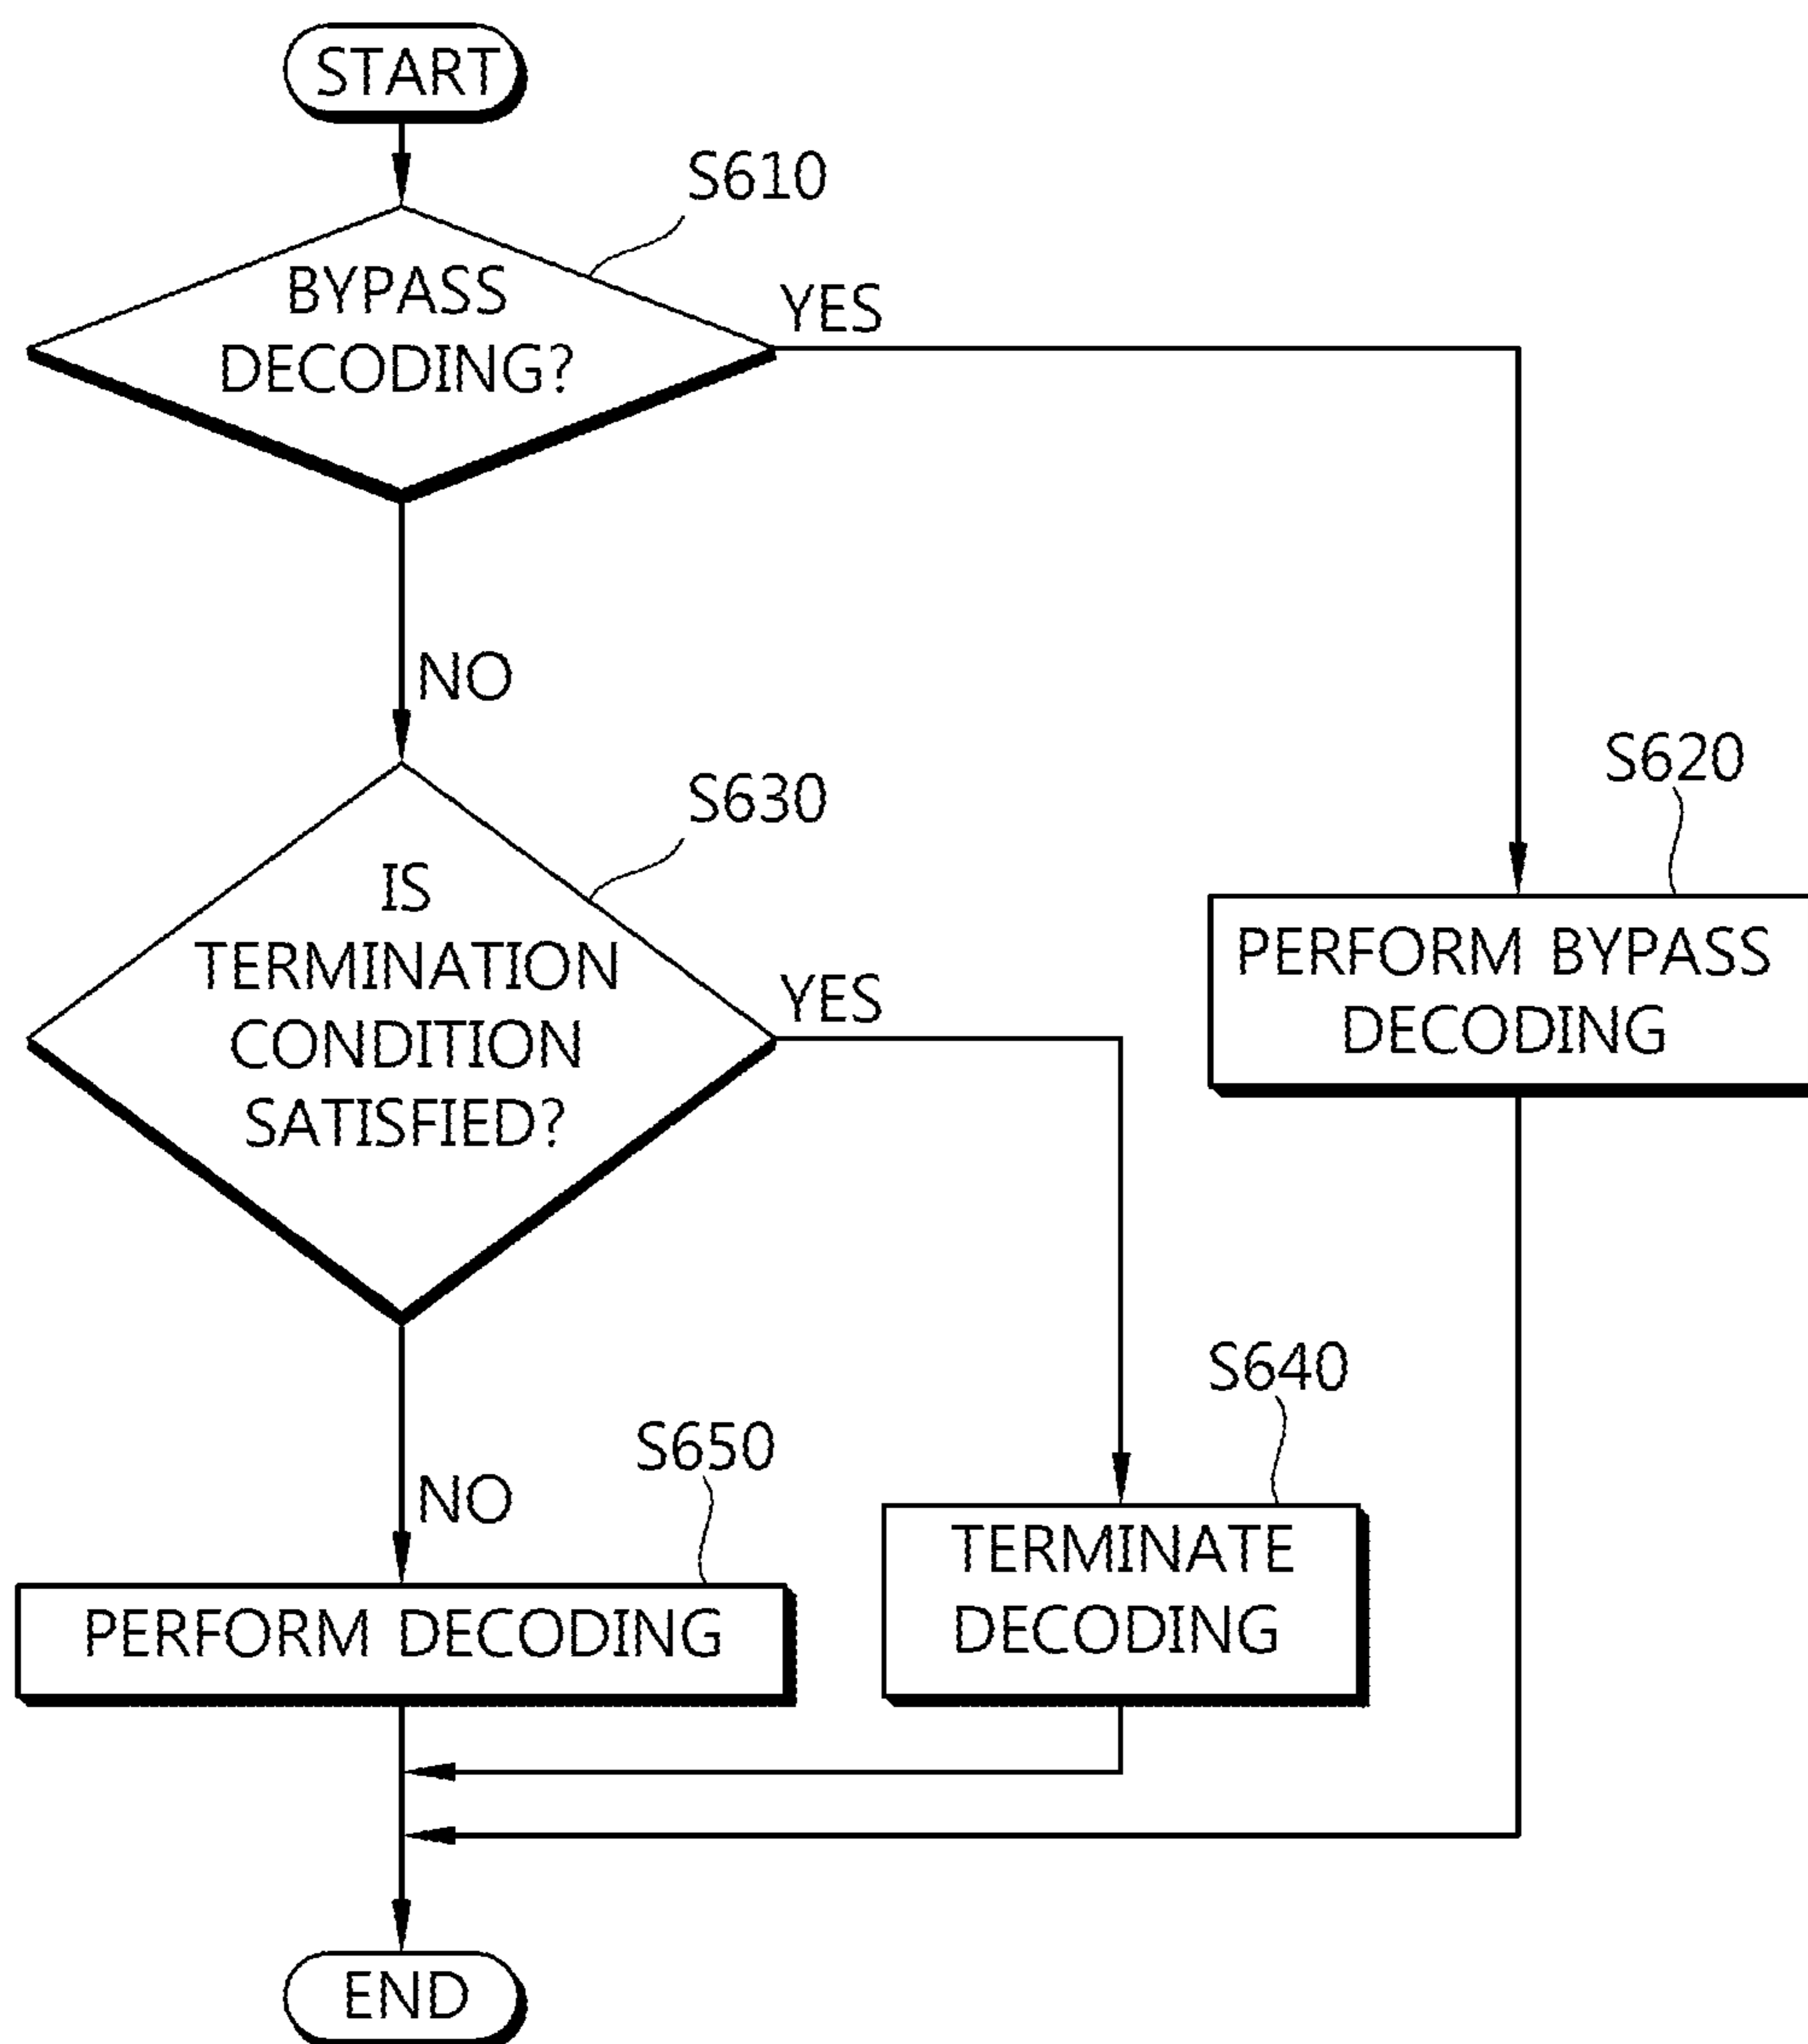 START
S610
BYPASS
DECODING?
YES
NO
S630
IS
TERMINATION
CONDITION
SATISFIED?
YES
S620
PERFORM BYPASS
DECODING
NO
S650
PERFORM DECODING
S640
TERMINATE
DECODING
END